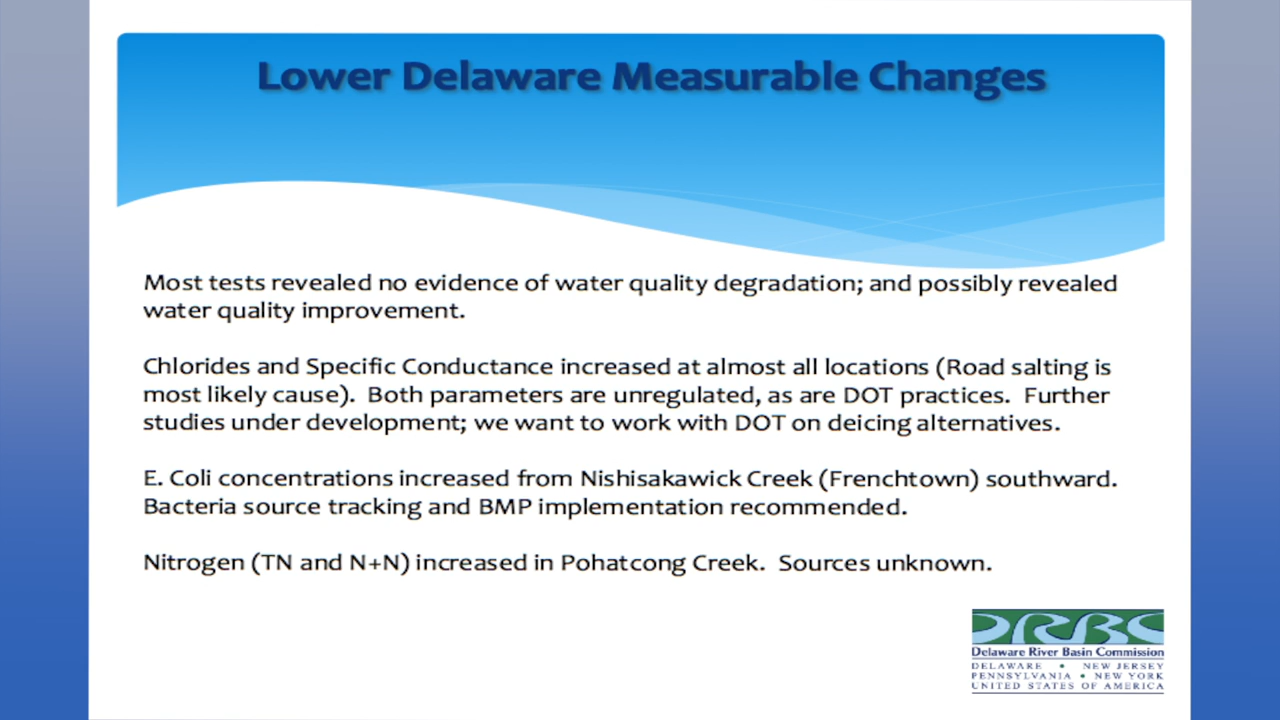 Lower Delaware Measurable Changes
Most tests revealed no evidence of water quality degradation; and possibly revealed
water quality improvement.
Chlorides and Specific Conductance increased at almost all locations (Road salting is
most likely cause).  Both parameters are unregulated, as are DOT practices.  Further
studies under development; we want to work with DOT on deicing alternatives.
E. Coli concentrations increased from Nishisakawick Creek (Frenchtown) southward.
Bacteria source tracking and BMP implementation recommended.
Nitrogen (TN and N+N) increased in Pohatcong Creek.  Sources unknown.
DRBC
Delaware River Basin Commission
DELAWARE • NEW JERSEY
PENNSYLVANIA • NEW YORK
UNITED STATES OF AMERICA